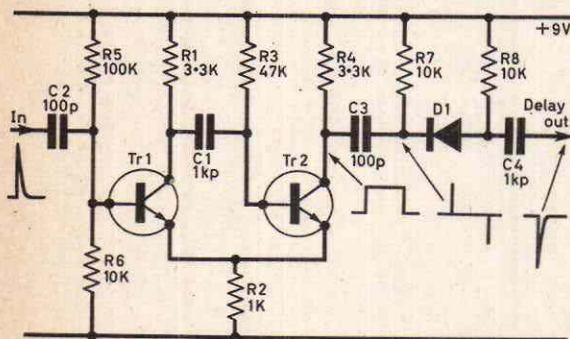 +9V
R5
100K
R1
3·3K
R3
47K
R4
3·3K
R7
10K
R8
10K
C2
100p
In
C3
100p
D1
Delay
out
C1
1kp
C4
1kp
Tr1
Tr2
R6
10K
R2
1K